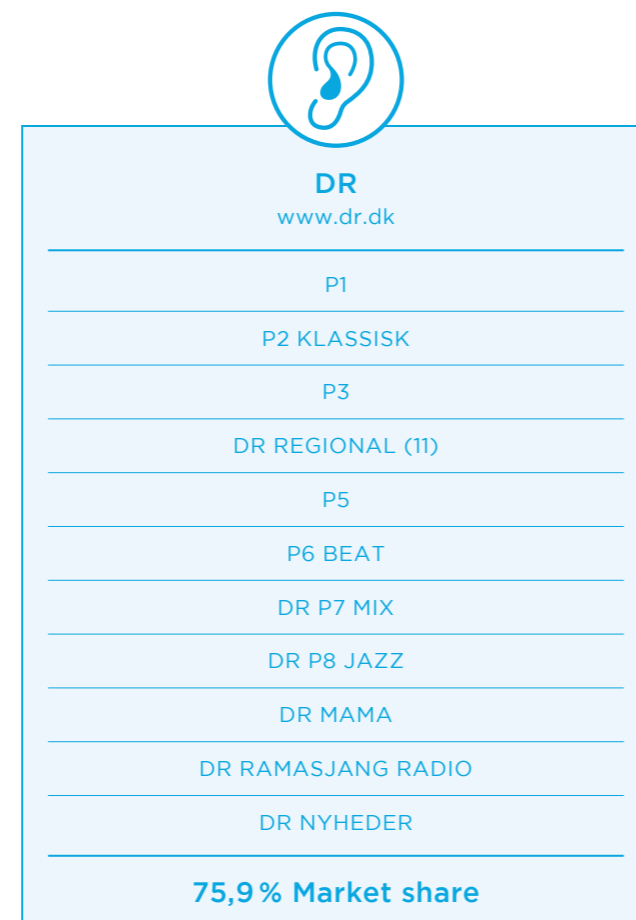 DR
www.dr.dk
P1
P2 KLASSISK
P3
DR REGIONAL (11)
P5
P6 BEAT
DR P7 MIX
DR P8 JAZZ
DR MAMA
DR RAMASJANG RADIO
DR NYHEDER
75,9 % Market share